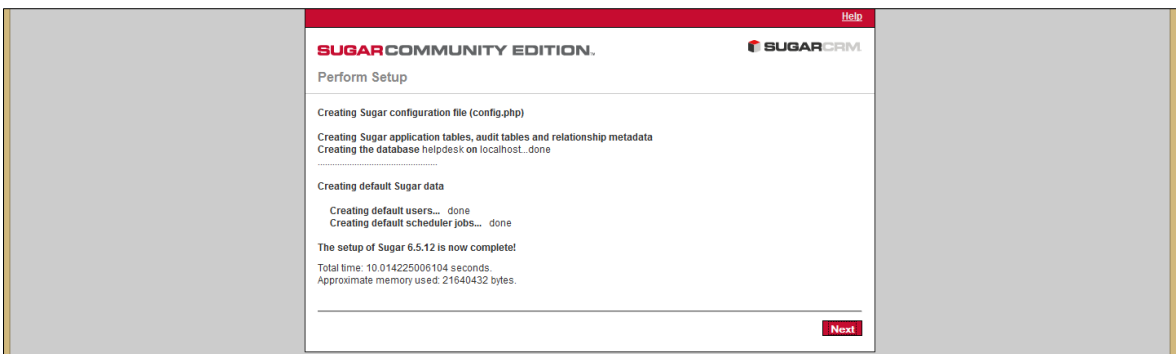 Help
SUGARCOMMUNITY EDITION™
SUGARCRM
Perform Setup
Creating Sugar configuration file (config.php)
Creating Sugar application tables, audit tables and relationship metadata
Creating the database helpdesk on localhost...done
................................................
Creating default Sugar data
Creating default users... done
Creating default scheduler jobs... done
The setup of Sugar 6.5.12 is now complete!
Total time: 10.014225006104 seconds.
Approximate memory used: 21640432 bytes.
Next